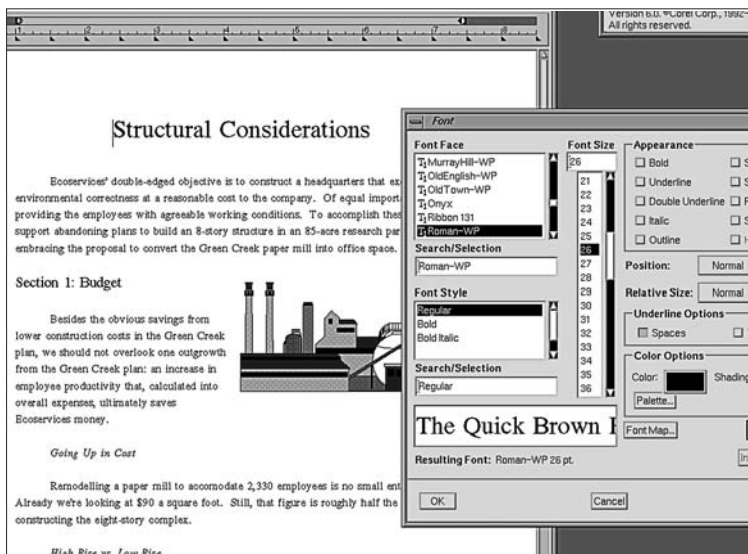 Version 6.0. ©Corel Corp., 1992-
All rights reserved.
1 2 3 4 5 6 7 8
Structural Considerations
Ecoservices' double-edged objective is to construct a headquarters that
environmental correctness at a reasonable cost to the company. Of equal
providing the employees with agreeable working conditions. To accomplish
support abandoning plans to build an 8-story structure in an 85-acre research
embracing the proposal to convert the Green Creek paper mill into office space.
Section 1: Budget
Besides the obvious savings from
lower construction costs in the Green Creek
plan, we should not overlook one outgrowth
from the Green Creek plan: an increase in
employee productivity that, calculated into
overall expenses, ultimately saves
Ecoservices money.
Going Up in Cost
Remodelling a paper mill to accomodate 2,330 employees is no small
Already we're looking at $90 a square foot. Still, that figure is roughly half the
constructing the eight-story complex.
High Rise vs. Low Rise
Font
Font Face
MurrayHill-WP
OldEnglish-WP
OldTown-WP
Onyx
Ribbon 131
Roman-WP
Search/Selection
Roman-WP
Font Style
Regular
Bold
Bold Italic
Search/Selection
Regular
Font Size
26
21
22
23
24
25
26
27
28
29
30
31
32
33
34
35
36
Appearance
Bold
Underline
Double Underline
Italic
Outline
Position: Normal
Relative Size: Normal
Underline Options
Spaces
Color Options
Color: Shading
Palette...
Font Map...
The Quick Brown
Resulting Font: Roman-WP 26 pt.
OK Cancel